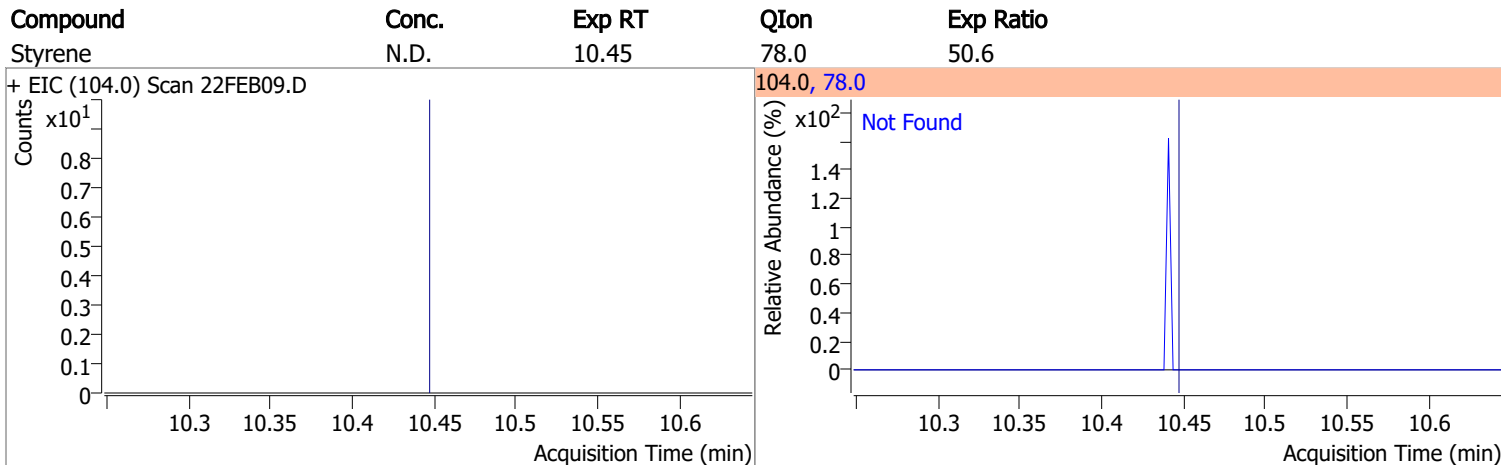 Compound Conc. Exp RT QIon Exp Ratio
Styrene N.D. 10.45 78.0 50.6
+ EIC (104.0) Scan 22FEB09.D
Counts
x10^1
0.8
0.7
0.6
0.5
0.4
0.3
0.2
0.1
0
10.3 10.35 10.4 10.45 10.5 10.55 10.6
Acquisition Time (min)
104.0, 78.0
Relative Abundance (%)
x10^2
Not Found
1.4
1.2
1
0.8
0.6
0.4
0.2
0
10.3 10.35 10.4 10.45 10.5 10.55 10.6
Acquisition Time (min)